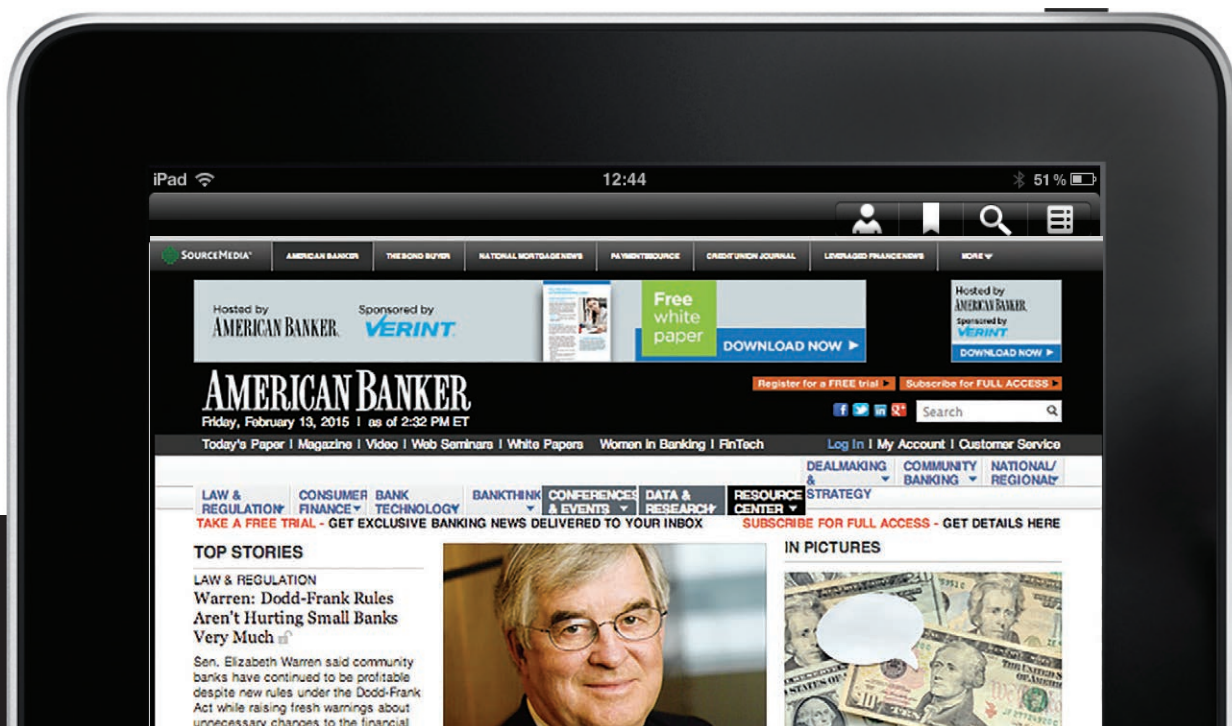 iPad 12:44 51%
SOURCEMEDIA AMERICAN BANKER THE BOND BUYER NATIONAL MORTGAGE NEWS PAYMENTSSOURCE CREDIT UNION JOURNAL LEVERAGED FINANCE NEWS MORE
Hosted by
AMERICAN BANKER.
Sponsored by
VERINT
Free
white
paper
DOWNLOAD NOW
Hosted by
AMERICAN BANKER.
Sponsored by
VERINT
DOWNLOAD NOW
AMERICAN BANKER
Register for a FREE trial Subscribe for FULL ACCESS
Friday, February 13, 2015 | as of 2:32 PM ET
Search
Today's Paper | Magazine | Video | Web Seminars | White Papers Women in Banking | FinTech Log In | My Account | Customer Service
DEALMAKING
&
STRATEGY
COMMUNITY
BANKING
NATIONAL/
REGIONAL
LAW &
REGULATION
CONSUMER
FINANCE
BANK
TECHNOLOGY
BANKTHINK
CONFERENCES
& EVENTS
DATA &
RESEARCH
RESOURCE
CENTER
TAKE A FREE TRIAL - GET EXCLUSIVE BANKING NEWS DELIVERED TO YOUR INBOX SUBSCRIBE FOR FULL ACCESS - GET DETAILS HERE
TOP STORIES
LAW & REGULATION
Warren: Dodd-Frank Rules
Aren't Hurting Small Banks
Very Much
Sen. Elizabeth Warren said community
banks have continued to be profitable
despite new rules under the Dodd-Frank
Act while raising fresh warnings about
unnecessary changes to the financial
IN PICTURES